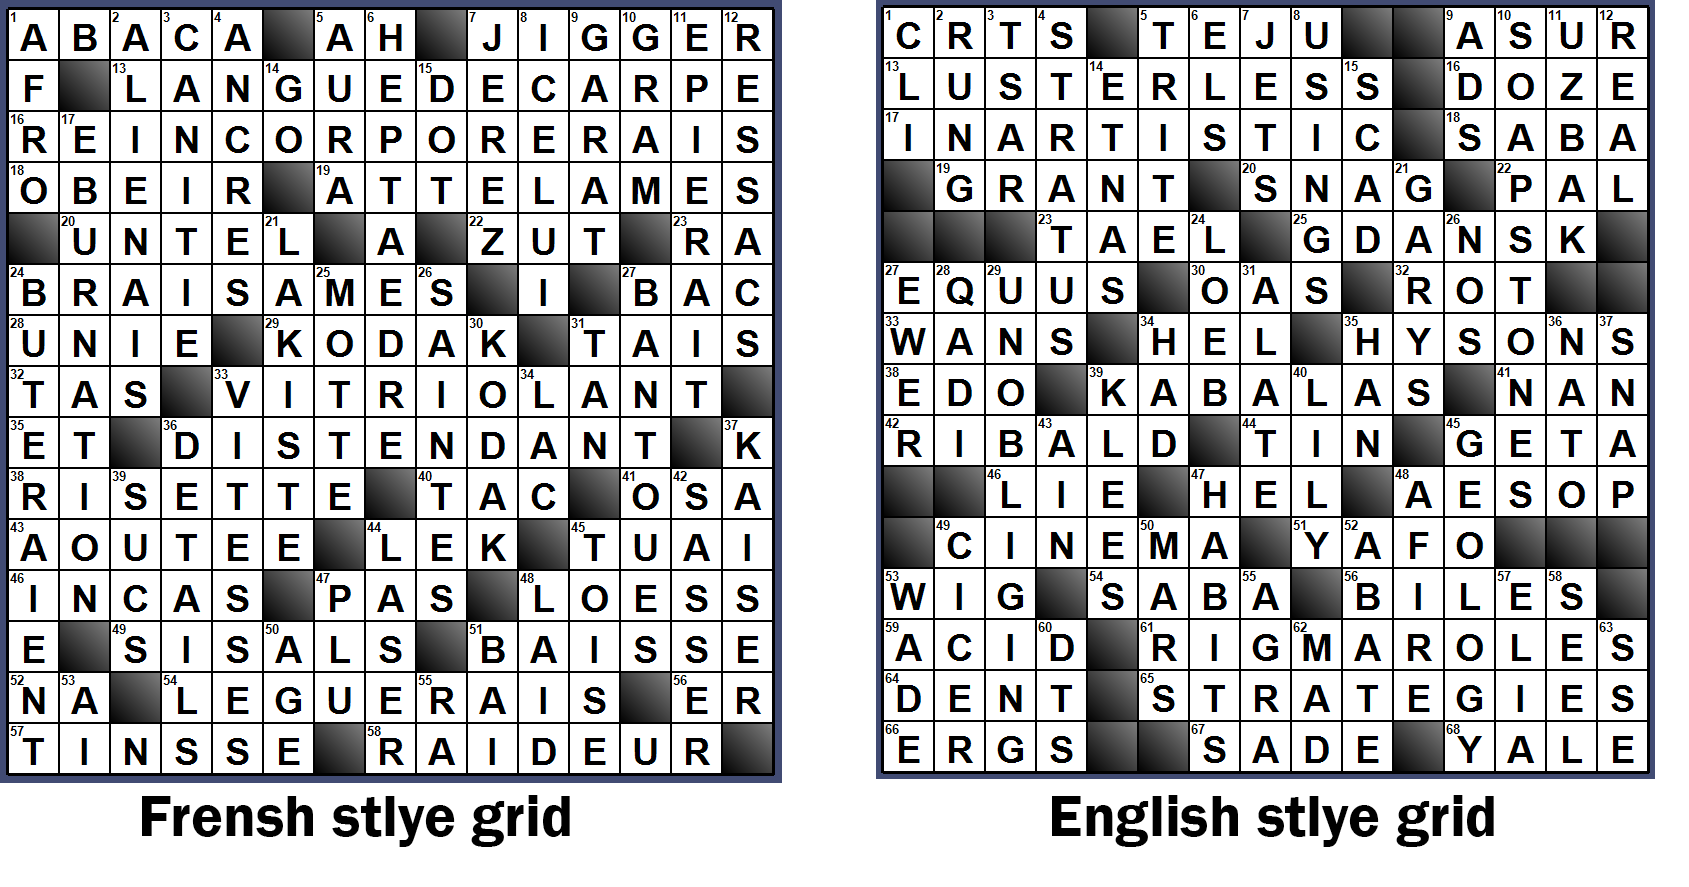 1 A B 2 A 3 C A 5 A 6 H 7 J 8 I 9 G 10 G 11 E 12 R
F 13 L A N 14 G U E 15 D E C A R P E
16 R 17 E I N C O R P O R E R A I S
18 O B E I R 19 A T T E L A M E S
20 U N T E 21 L A 22 Z U T 23 R A
24 B R A I S A 25 M E 26 S I 27 B A C
28 U N I E 29 K O D A 30 K 31 T A I S
32 T A S 33 V I T R I O 34 L A N T
35 E T 36 D I S T E N D A N T 37 K
38 R I 39 S E T T E 40 T A C 41 O 42 S A
43 A O U T E E 44 L E K 45 T U A I
46 I N C A S 47 P A S 48 L O E S S
E 49 S I S 50 A L S 51 B A I S S E
52 N 53 A 54 L E G U E 55 R A I S 56 E R
57 T I N S S E 58 R A I D E U R
Frensh stlye grid
1 C 2 R 3 T 4 S 5 T 6 E 7 J 8 U 9 A 10 S 11 U 12 R
13 L U S T 14 E R L E S 15 S 16 D O Z E
17 I N A R T I S T I C 18 S A B A
19 G R A N T 20 S N A 21 G 22 P A L
23 T A E 24 L 25 G D A 26 N S K
27 E 28 Q 29 U U S 30 O 31 A S 32 R O T
33 W A N S 34 H E L 35 H Y S O 36 N 37 S
38 E D O 39 K A B A 40 L A S 41 N A N
42 R I B 43 A L D 44 T I N 45 G E T A
46 L I E 47 H E L 48 A E S O P
49 C I N E 50 M A 51 Y 52 A F O
53 W I G 54 S A B 55 A 56 B I L 57 E 58 S
59 A C I 60 D 61 R I G 62 M A R O L E 63 S
64 D E N T 65 S T R A T E G I E S
66 E R G S 67 S A D E 68 Y A L E
English stlye grid